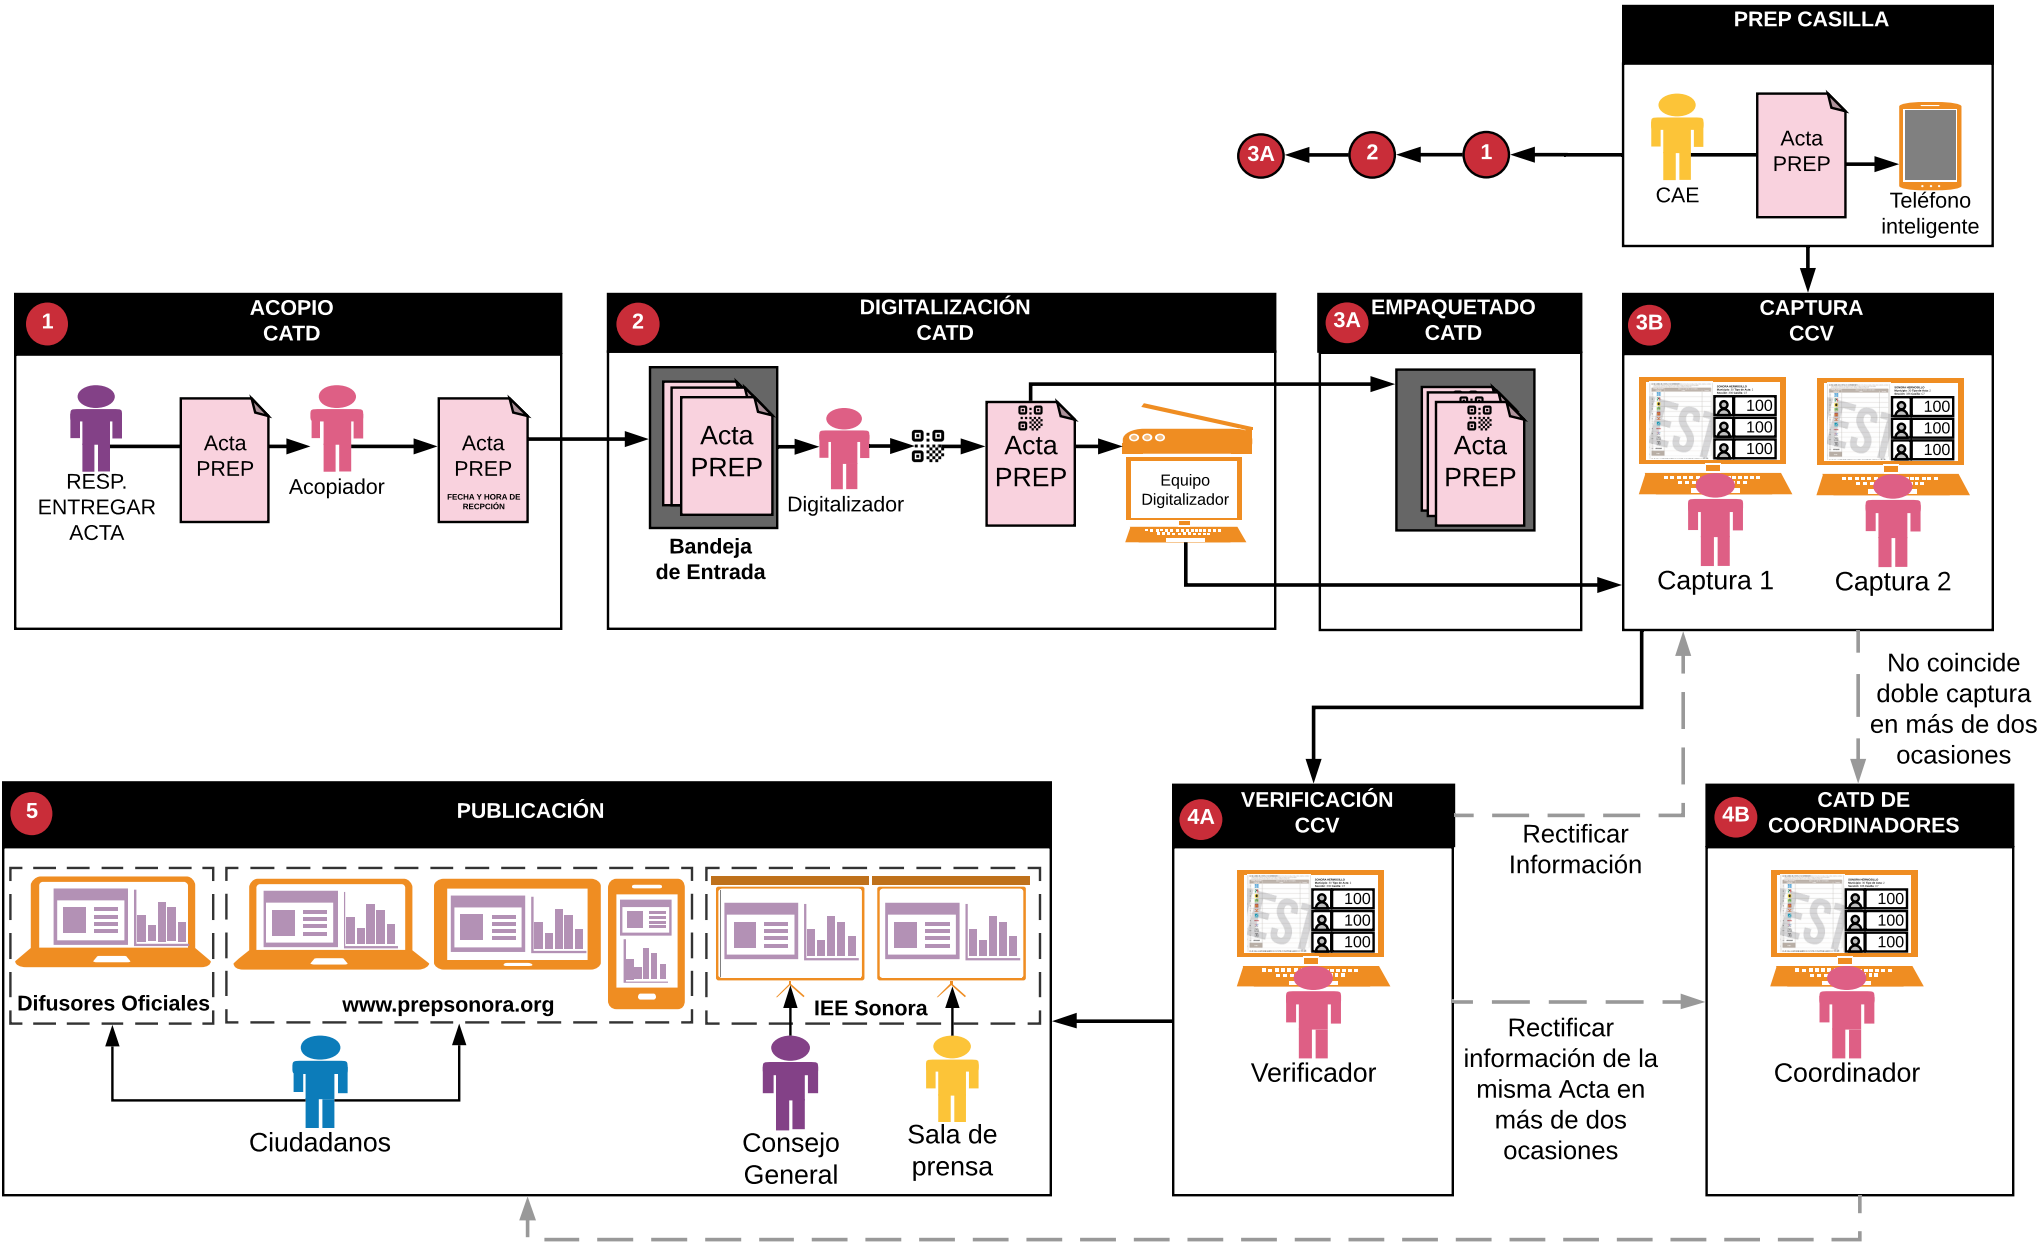 PREP CASILLA
CAE
Acta
PREP
Teléfono
inteligente
3A
2
1
1
ACOPIO
CATD
RESP.
ENTREGAR
ACTA
Acta
PREP
Acopiador
Acta
PREP
FECHA Y HORA DE
RECPCIÓN
2
DIGITALIZACIÓN
CATD
Acta
PREP
Bandeja
de Entrada
Digitalizador
Acta
PREP
Equipo
Digitalizador
3A
EMPAQUETADO
CATD
Acta
PREP
3B
CAPTURA
CCV
100
100
100
Captura 1
100
100
100
Captura 2
No coincide
doble captura
en más de dos
ocasiones
5
PUBLICACIÓN
Difusores Oficiales
www.prepsonora.org
IEE Sonora
Ciudadanos
Consejo
General
Sala de
prensa
4A
VERIFICACIÓN
CCV
100
100
100
Verificador
Rectificar
Información
Rectificar
información de la
misma Acta en
más de dos
ocasiones
4B
CATD DE
COORDINADORES
100
100
100
Coordinador